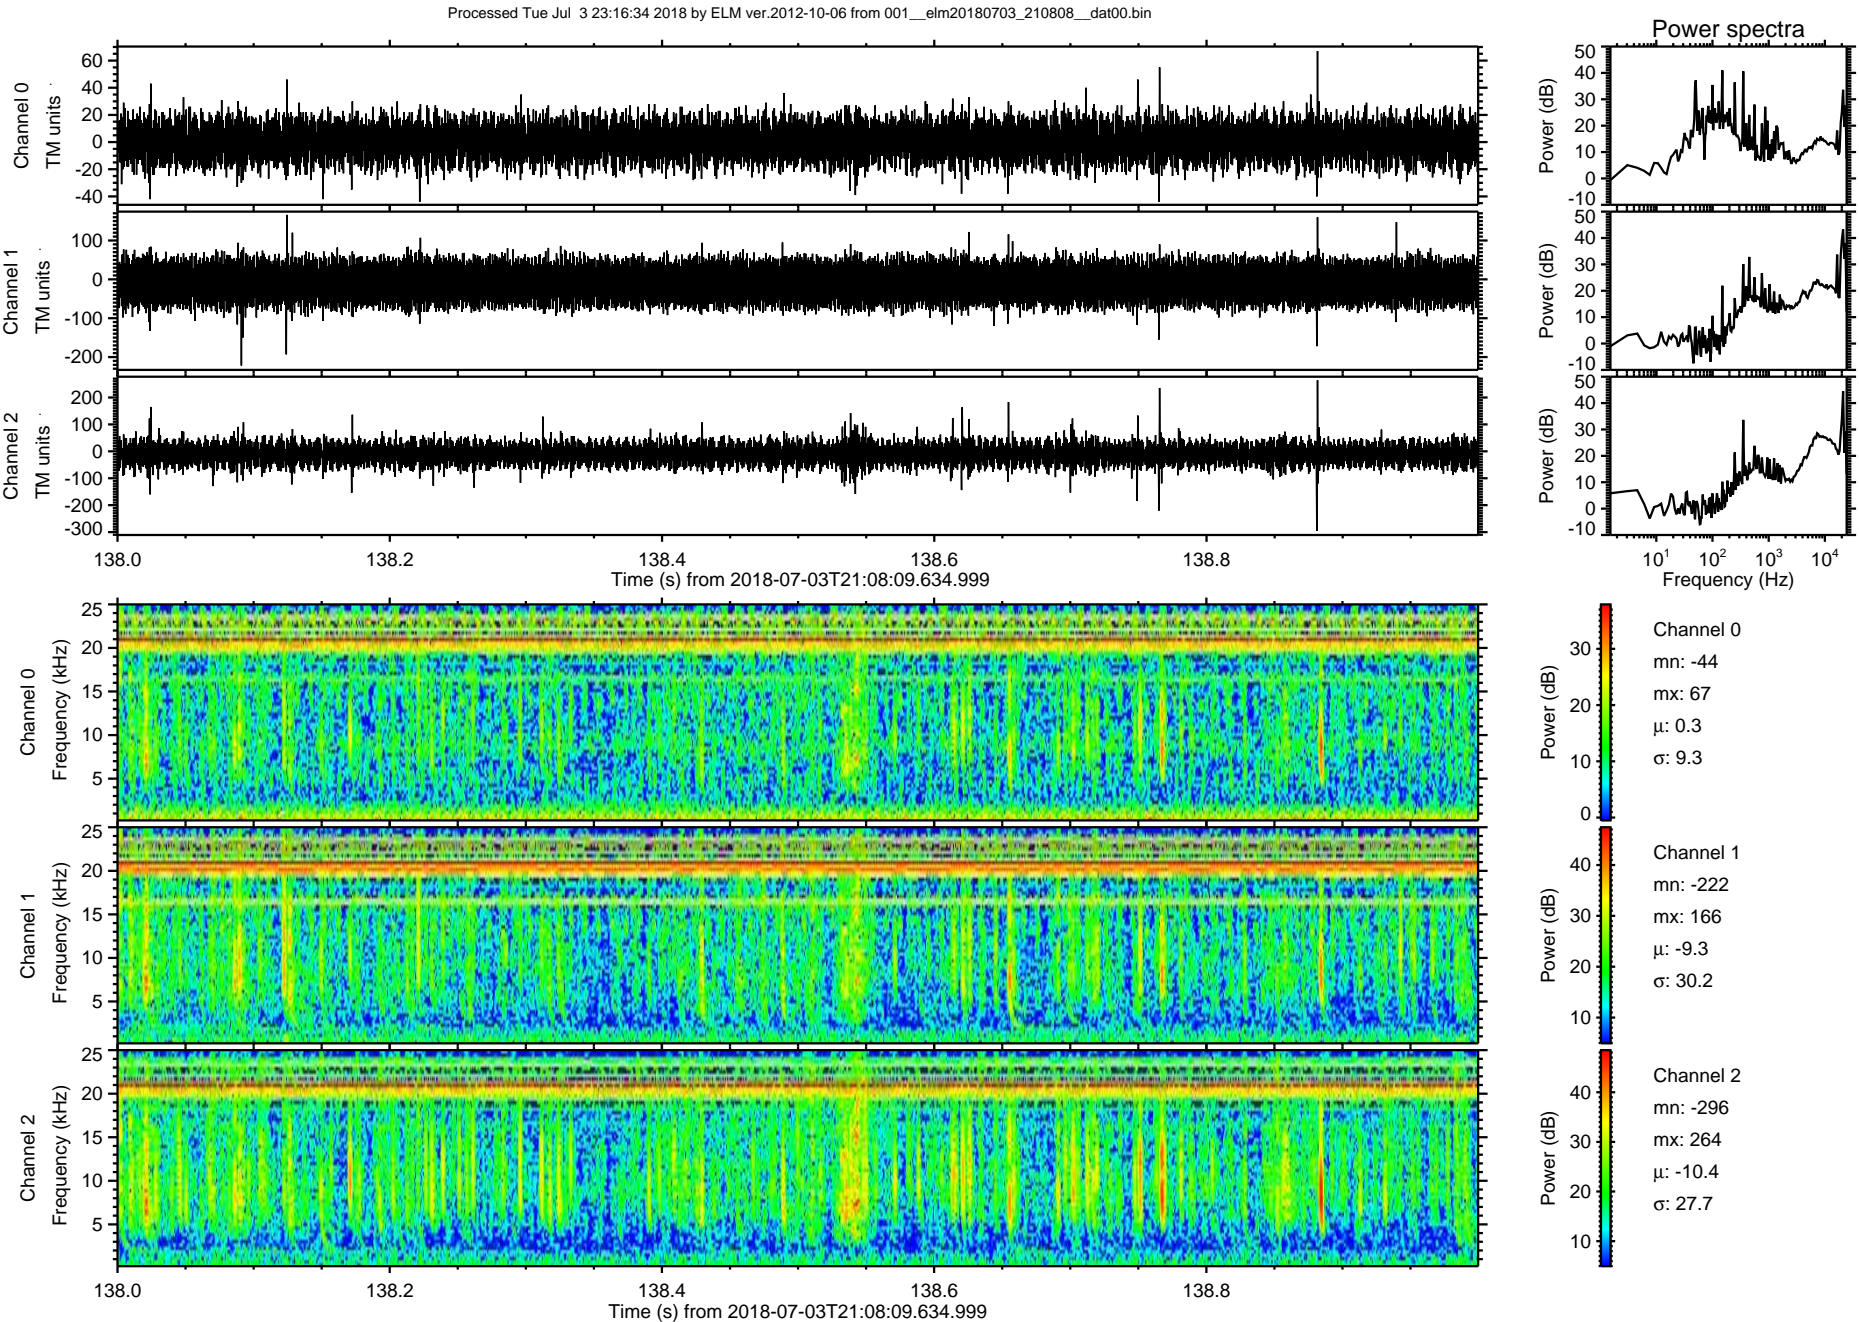 Processed Tue Jul  3 23:16:34 2018 by ELM ver.2012-10-06 from 001__elm20180703_210808__dat00.bin
Power spectra
Channel 0
TM units
60
40
20
0
-20
-40
Power (dB)
50
40
30
20
10
0
-10
Channel 1
TM units
100
0
-100
-200
Power (dB)
50
40
30
20
10
0
-10
Channel 2
TM units
200
100
0
-100
-200
-300
Power (dB)
50
40
30
20
10
0
-10
138.0 138.2 138.4 138.6 138.8
Time (s) from 2018-07-03T21:08:09.634.999
10¹ 10² 10³ 10⁴
Frequency (Hz)
Channel 0
Frequency (kHz)
25
20
15
10
5
Power (dB)
30
20
10
0
Channel 0
mn: -44
mx: 67
μ: 0.3
σ: 9.3
Channel 1
Frequency (kHz)
25
20
15
10
5
Power (dB)
40
30
20
10
Channel 1
mn: -222
mx: 166
μ: -9.3
σ: 30.2
Channel 2
Frequency (kHz)
25
20
15
10
5
Power (dB)
40
30
20
10
Channel 2
mn: -296
mx: 264
μ: -10.4
σ: 27.7
138.0 138.2 138.4 138.6 138.8
Time (s) from 2018-07-03T21:08:09.634.999